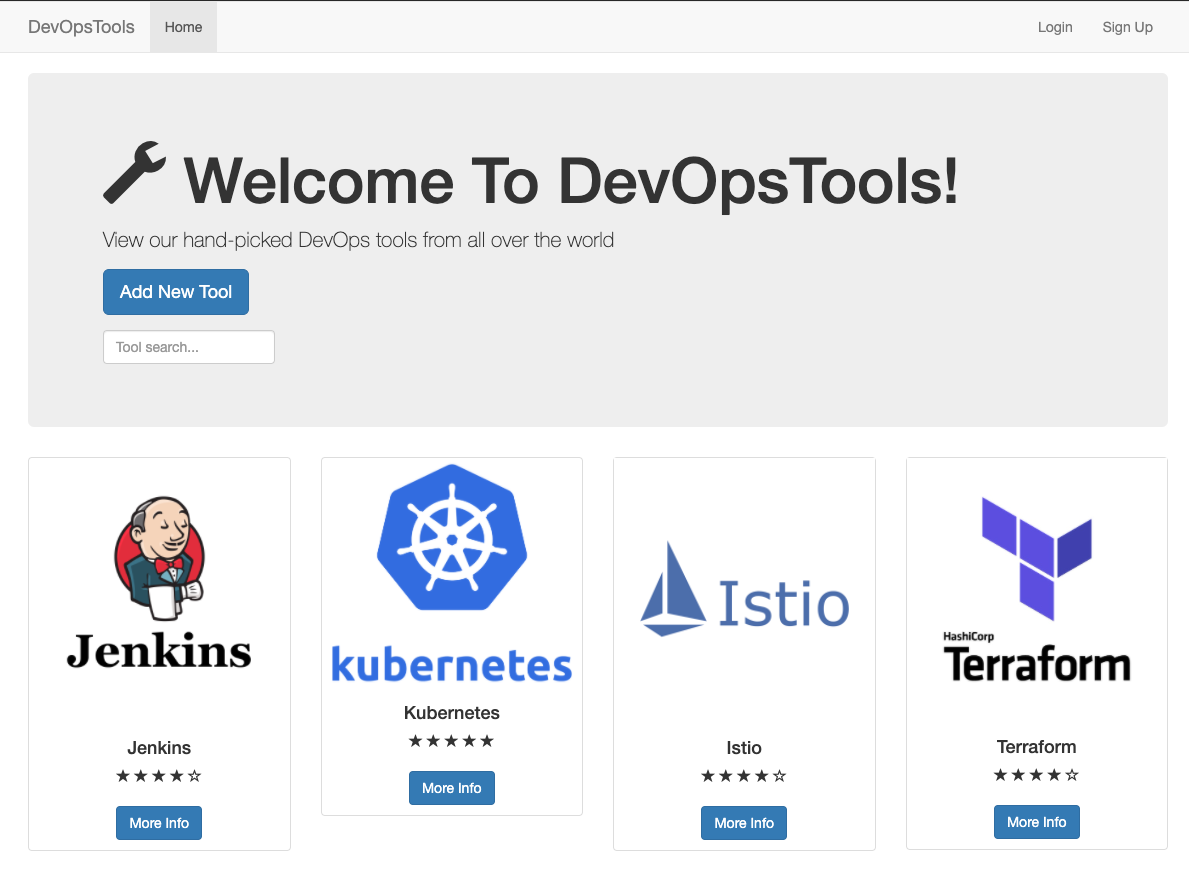 DevOpsTools Home Login Sign Up
Welcome To DevOpsTools!
View our hand-picked DevOps tools from all over the world
Add New Tool
Tool search...
Jenkins
Jenkins
★★★★☆
More Info
kubernetes
Kubernetes
★★★★★
More Info
Istio
Istio
★★★★☆
More Info
HashiCorp
Terraform
Terraform
★★★★☆
More Info